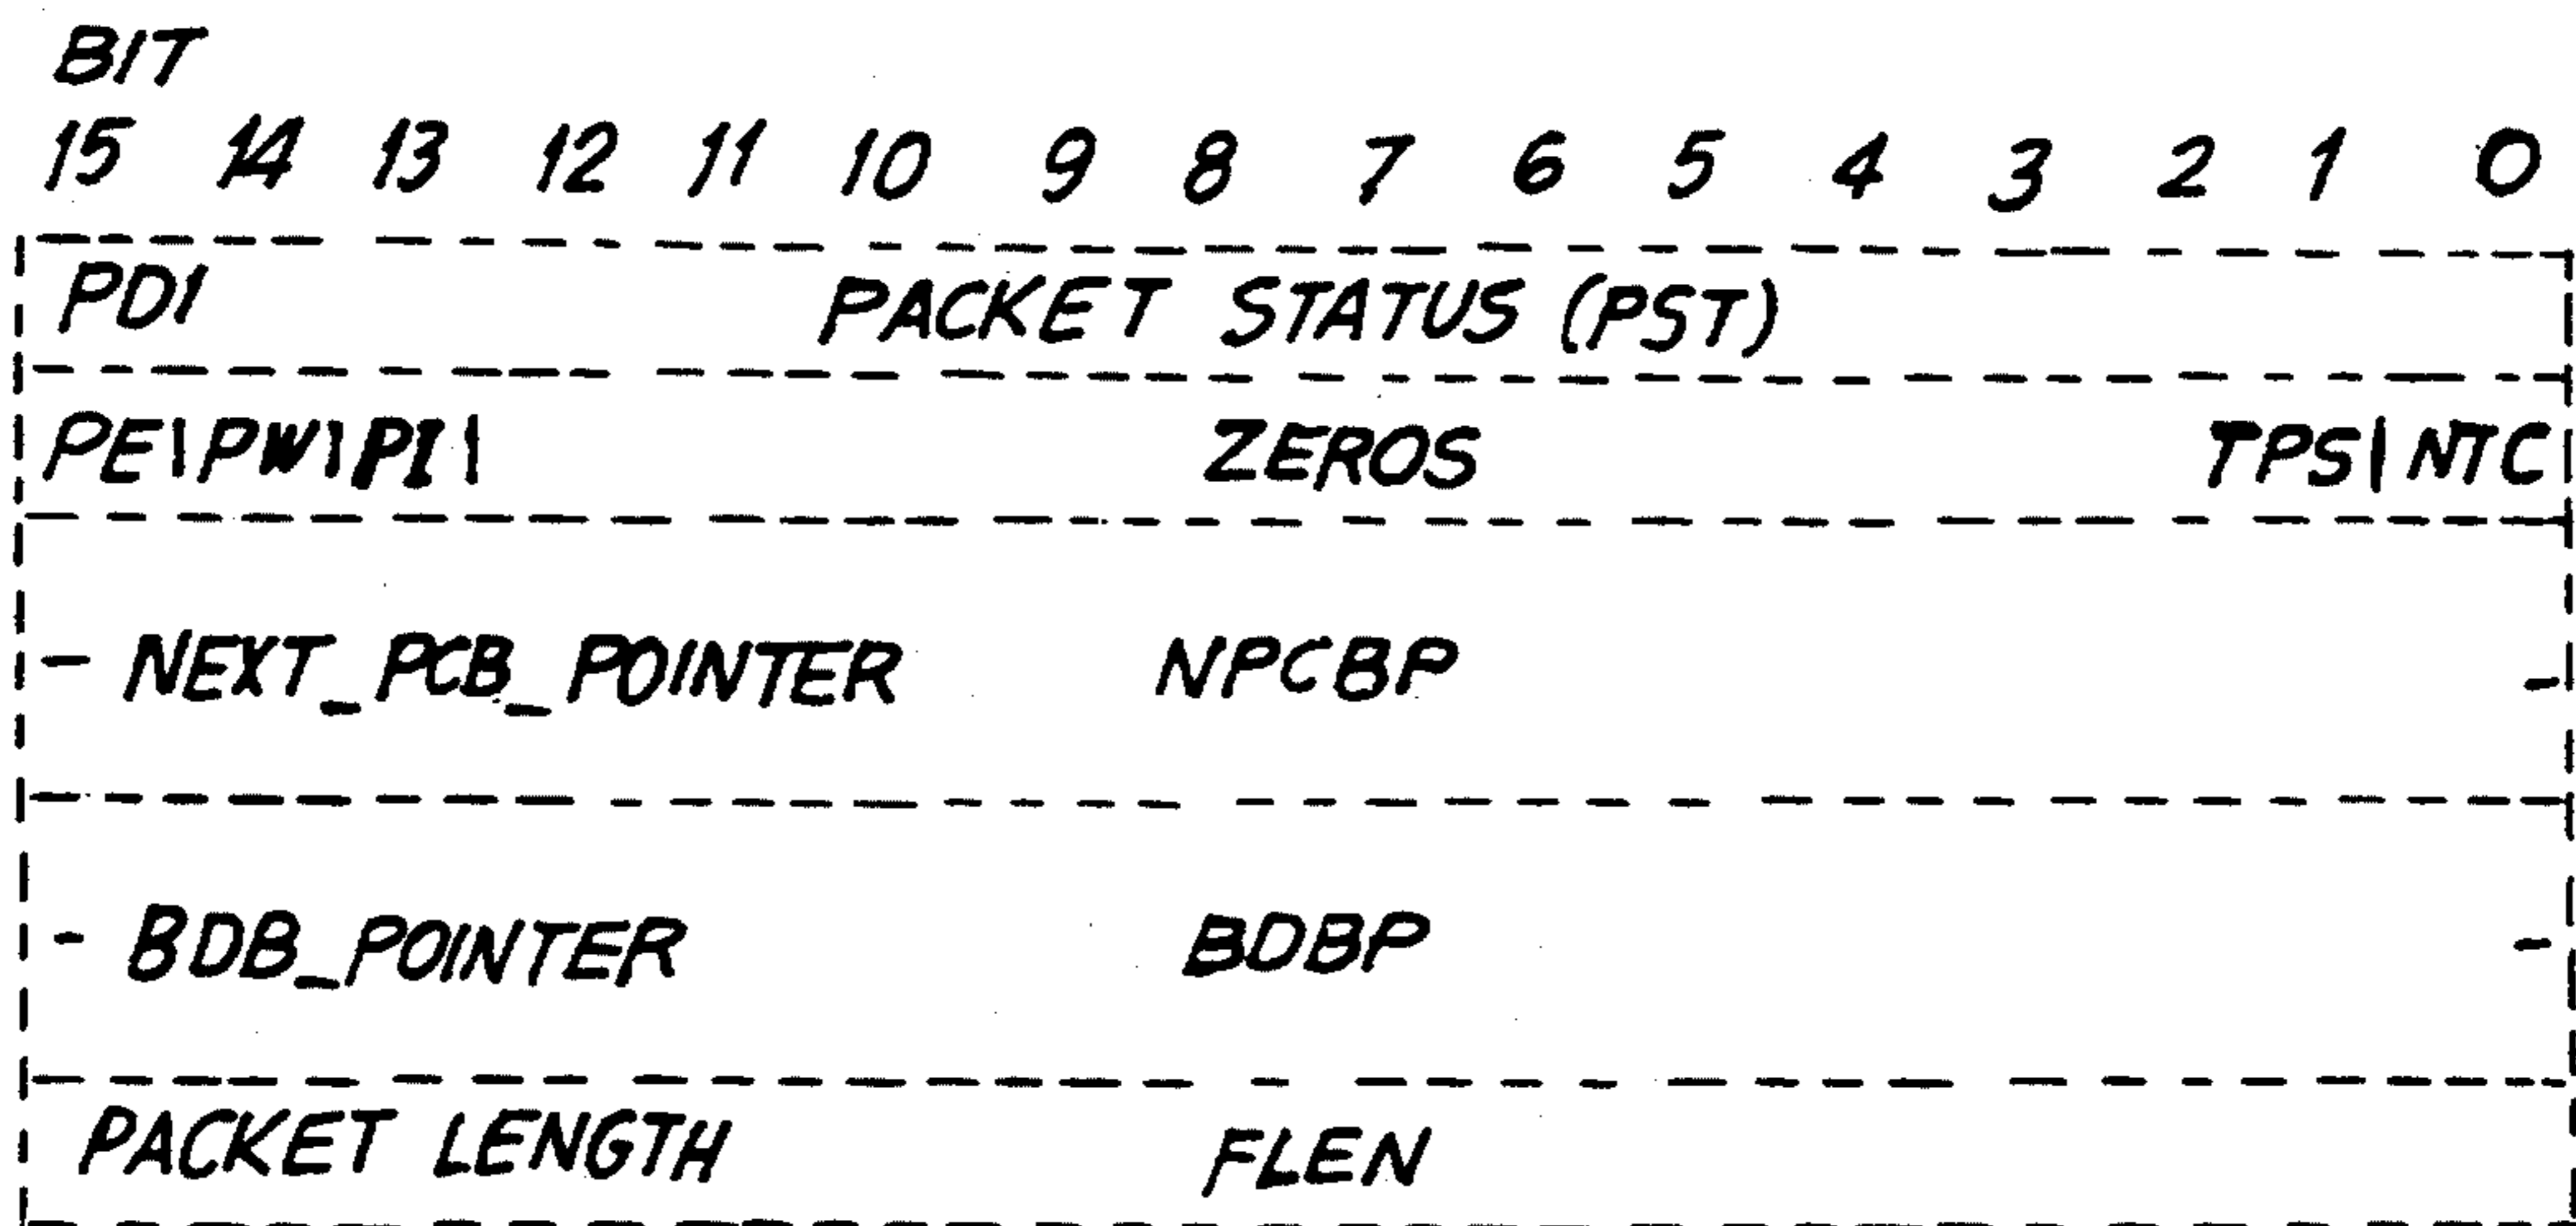 BIT
15 14 13 12 11 10 9 8 7 6 5 4 3 2 1 0
PD1 PACKET STATUS (PST)
PE|PW|PI| ZEROS TPS|NTC
- NEXT_PCB_POINTER NPCBP -
- BDB_POINTER BDBP -
PACKET LENGTH FLEN